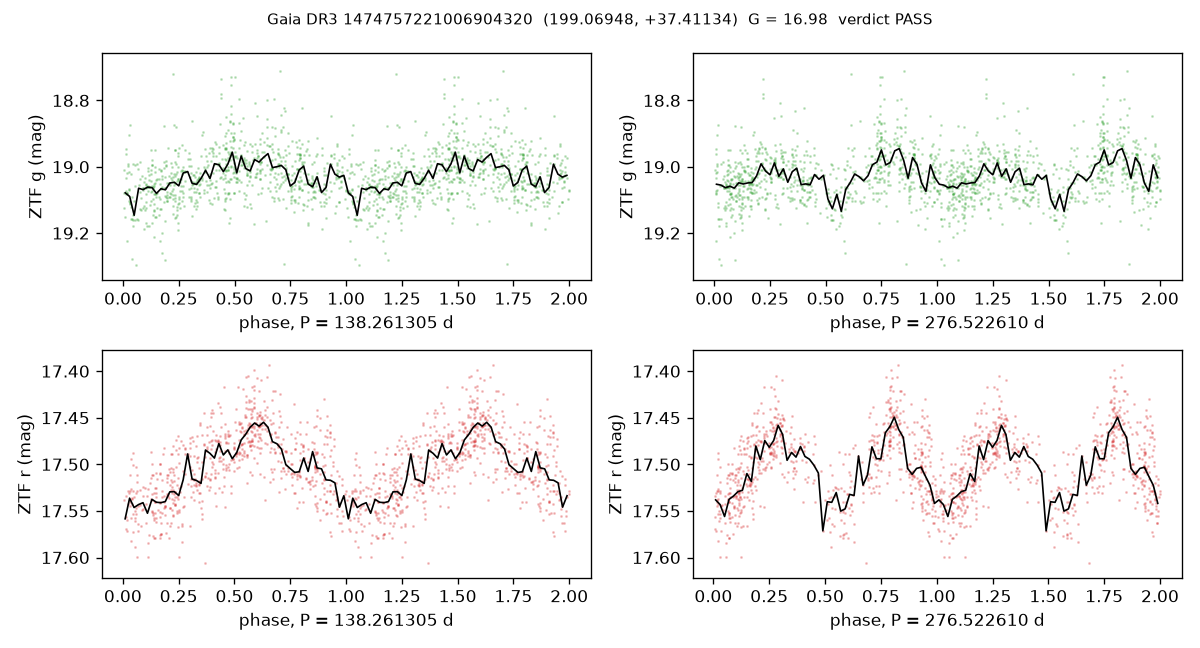 Gaia DR3 1474757221006904320 (199.06948, +37.41134) G = 16.98 verdict PASS
ZTF g (mag)
18.8
19.0
19.2
0.00 0.25 0.50 0.75 1.00 1.25 1.50 1.75 2.00
phase, P = 138.261305 d
ZTF g (mag)
18.8
19.0
19.2
0.00 0.25 0.50 0.75 1.00 1.25 1.50 1.75 2.00
phase, P = 276.522610 d
ZTF r (mag)
17.40
17.45
17.50
17.55
17.60
0.00 0.25 0.50 0.75 1.00 1.25 1.50 1.75 2.00
phase, P = 138.261305 d
ZTF r (mag)
17.40
17.45
17.50
17.55
17.60
0.00 0.25 0.50 0.75 1.00 1.25 1.50 1.75 2.00
phase, P = 276.522610 d